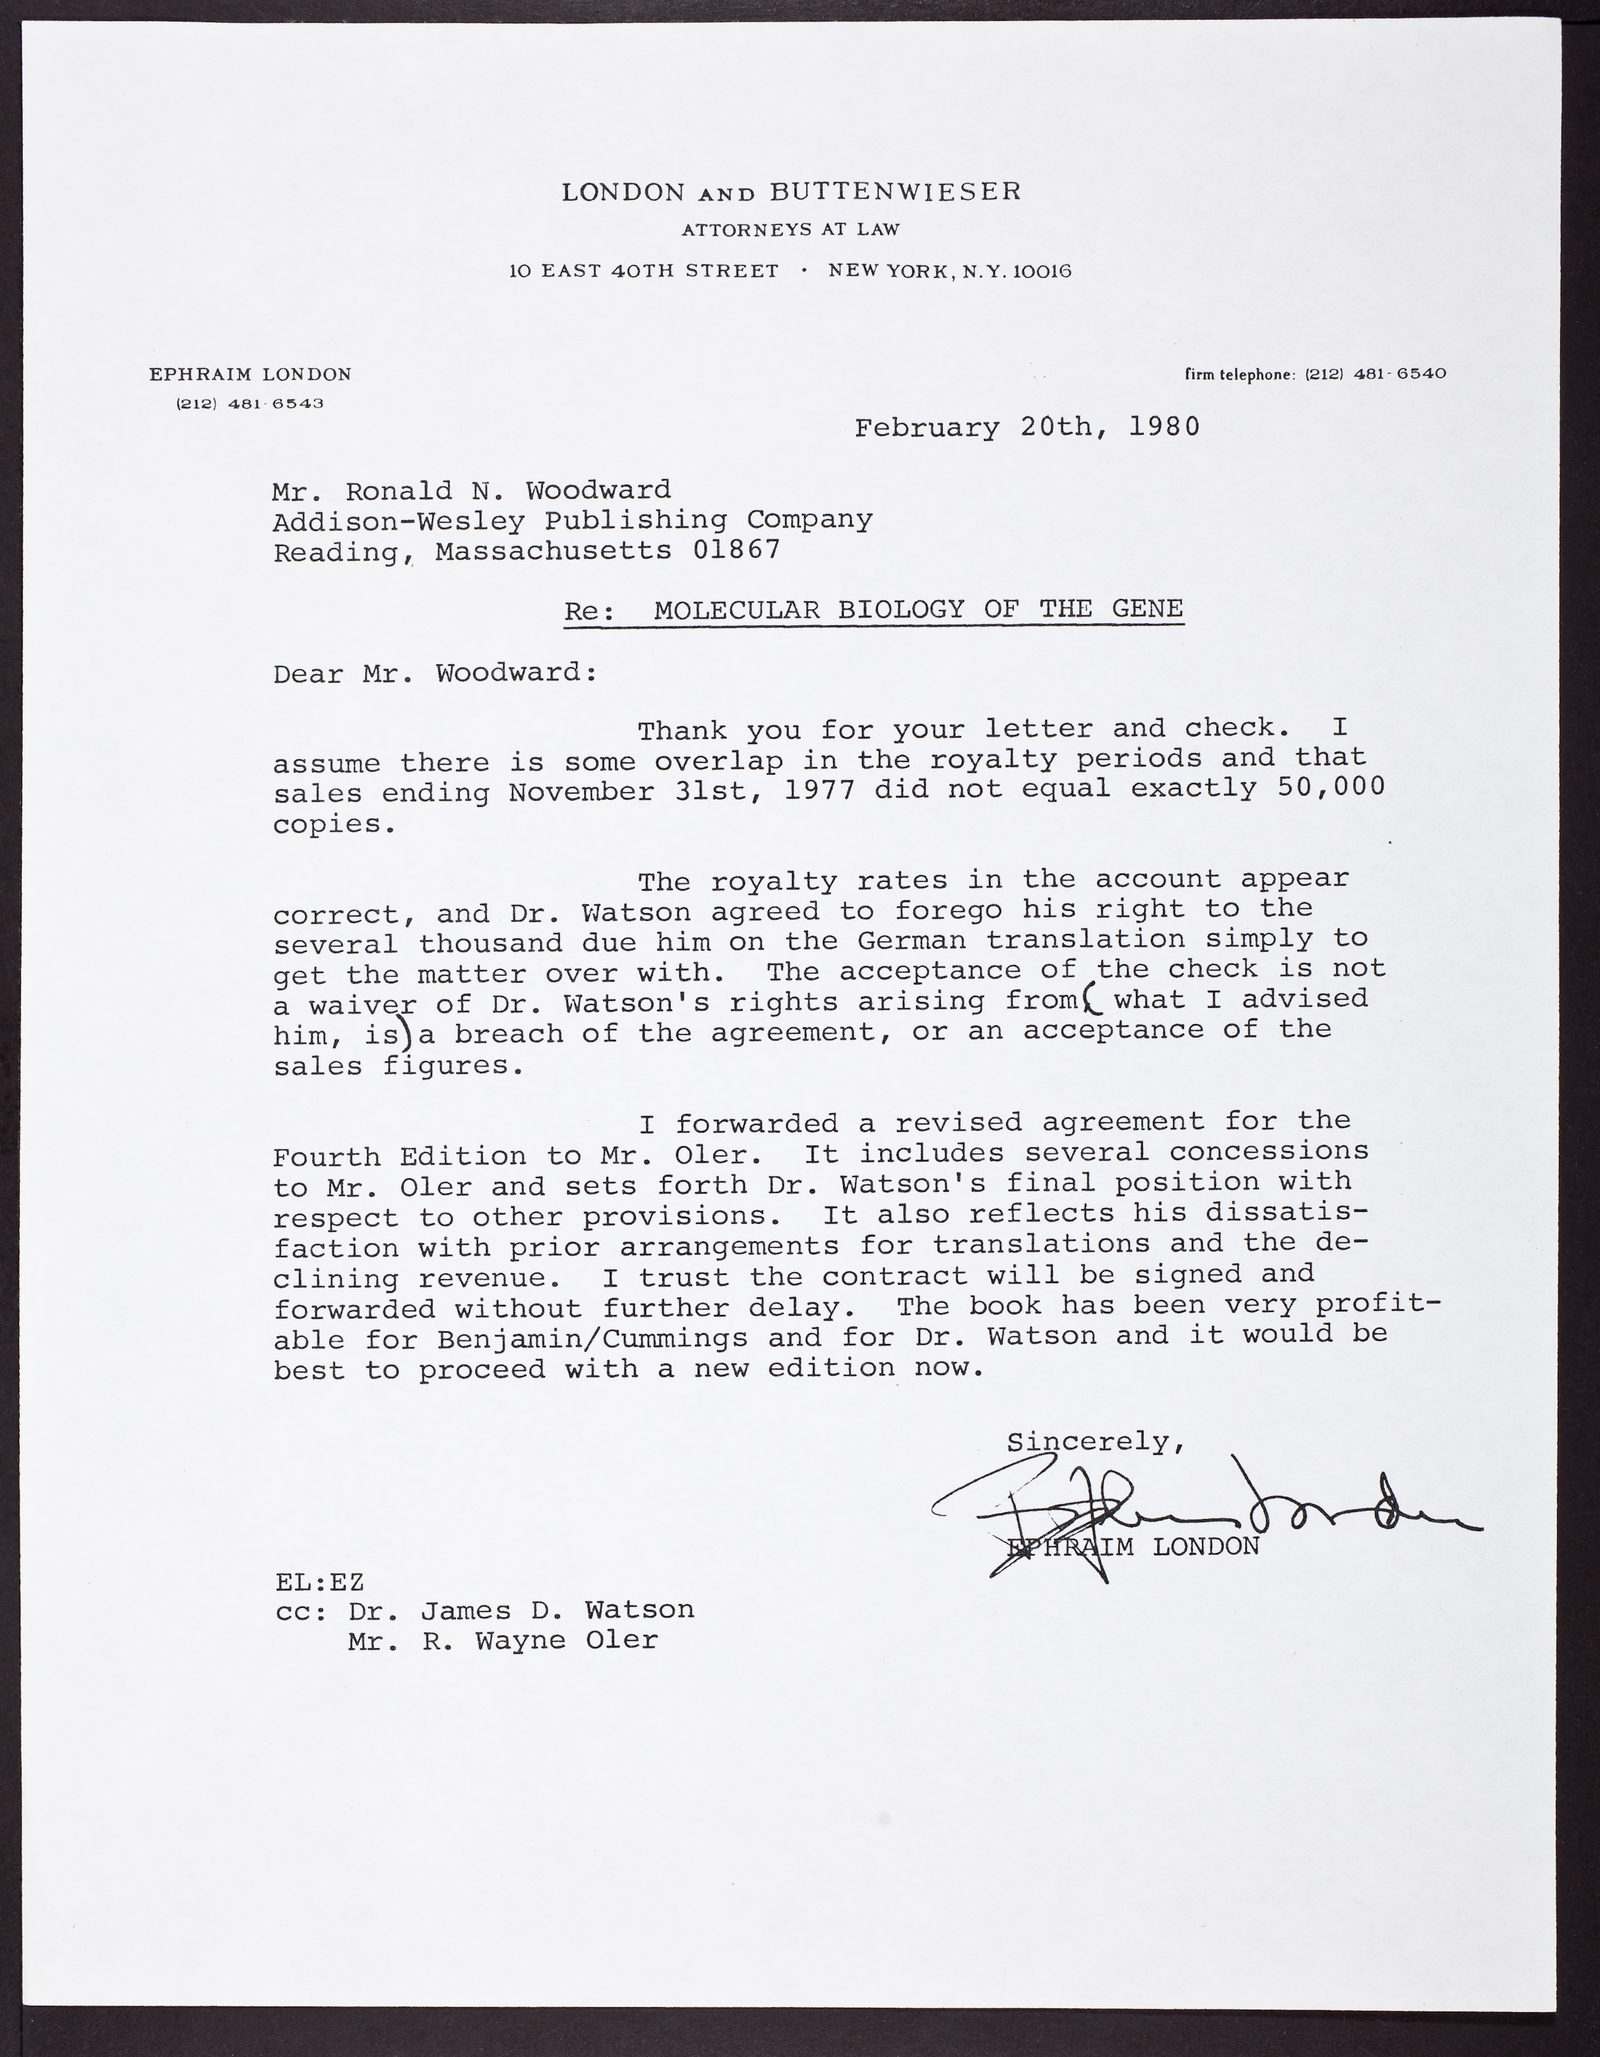 LONDON AND BUTTENWIESER
ATTORNEYS AT LAW
10 EAST 40TH STREET • NEW YORK, N.Y. 10016
EPHRAIM LONDON
(212) 481-6543
firm telephone: (212) 481-6540
February 20th, 1980
Mr. Ronald N. Woodward
Addison-Wesley Publishing Company
Reading, Massachusetts 01867
Re: MOLECULAR BIOLOGY OF THE GENE
Dear Mr. Woodward:
Thank you for your letter and check. I
assume there is some overlap in the royalty periods and that
sales ending November 31st, 1977 did not equal exactly 50,000
copies.
The royalty rates in the account appear
correct, and Dr. Watson agreed to forego his right to the
several thousand due him on the German translation simply to
get the matter over with. The acceptance of the check is not
a waiver of Dr. Watson's rights arising from( what I advised
him, is)a breach of the agreement, or an acceptance of the
sales figures.
I forwarded a revised agreement for the
Fourth Edition to Mr. Oler. It includes several concessions
to Mr. Oler and sets forth Dr. Watson's final position with
respect to other provisions. It also reflects his dissatis-
faction with prior arrangements for translations and the de-
clining revenue. I trust the contract will be signed and
forwarded without further delay. The book has been very profit-
able for Benjamin/Cummings and for Dr. Watson and it would be
best to proceed with a new edition now.
Sincerely,
Ephraim London
EPHRAIM LONDON
EL:EZ
cc: Dr. James D. Watson
Mr. R. Wayne Oler